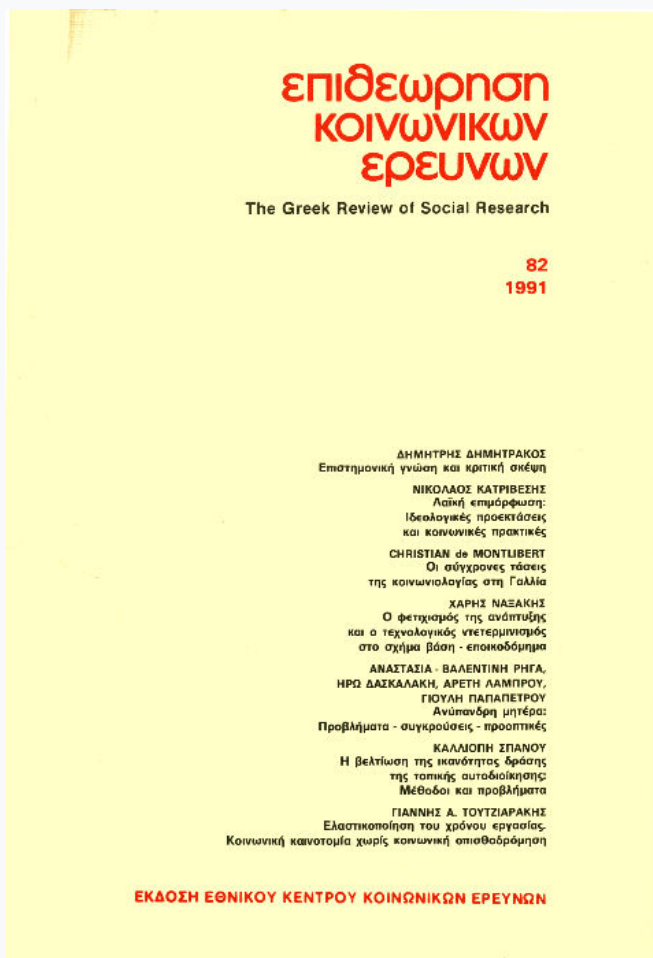 επιθεωρηση
κοινωνικων
ερευνων
The Greek Review of Social Research
82
1991
ΔΗΜΗΤΡΗΣ ΔΗΜΗΤΡΑΚΟΣ
Επιστημονική γνώση και κριτική σκέψη
ΝΙΚΟΛΑΟΣ ΚΑΤΡΙΒΕΣΗΣ
Λαϊκή επιμόρφωση:
Ιδεολογικές προεκτάσεις
και κοινωνικές πρακτικές
CHRISTIAN de MONTLIBERT
Οι σύγχρονες τάσεις
της κοινωνιολογίας στη Γαλλία
ΧΑΡΗΣ ΝΑΞΑΚΗΣ
Ο φετιχισμός της ανάπτυξης
και ο τεχνολογικός ντετερμινισμός
στο σχήμα βάση - εποικοδόμημα
ΑΝΑΣΤΑΣΙΑ - ΒΑΛΕΝΤΙΝΗ ΡΗΓΑ,
ΗΡΩ ΔΑΣΚΑΛΑΚΗ, ΑΡΕΤΗ ΛΑΜΠΡΟΥ,
ΓΙΟΥΛΗ ΠΑΠΑΠΕΤΡΟΥ
Ανύπανδρη μητέρα:
Προβλήματα - συγκρούσεις - προοπτικές
ΚΑΛΛΙΟΠΗ ΣΠΑΝΟΥ
Η βελτίωση της ικανότητας δράσης
της τοπικής αυτοδιοίκησης:
Μέθοδοι και προβλήματα
ΓΙΑΝΝΗΣ Α. ΤΟΥΤΖΙΑΡΑΚΗΣ
Ελαστικοποίηση του χρόνου εργασίας.
Κοινωνική καινοτομία χωρίς κοινωνική οπισθοδρόμηση
ΕΚΔΟΣΗ ΕΘΝΙΚΟΥ ΚΕΝΤΡΟΥ ΚΟΙΝΩΝΙΚΩΝ ΕΡΕΥΝΩΝ